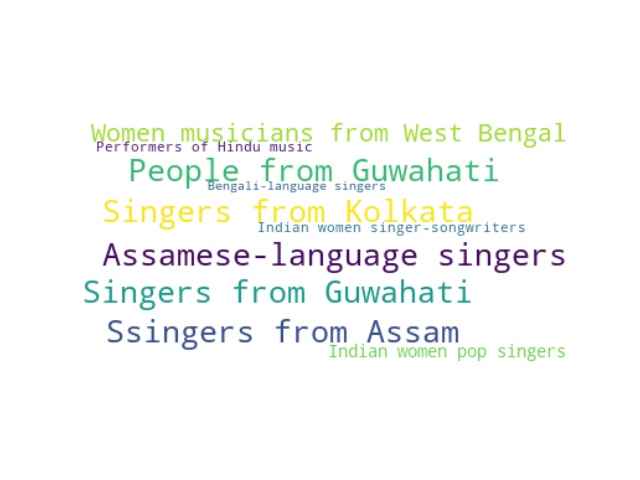 Women musicians from West Bengal
Performers of Hindu music
People from Guwahati
Bengali-language singers
Singers from Kolkata
Indian women singer-songwriters
Assamese-language singers
Singers from Guwahati
Ssingers from Assam
Indian women pop singers